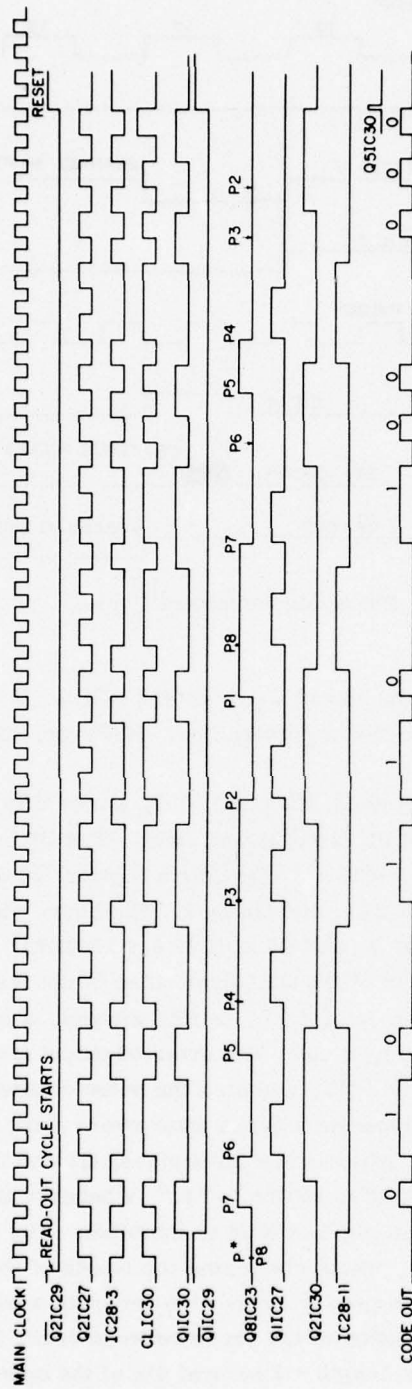 MAIN CLOCK
READ-OUT CYCLE STARTS
RESET
Q2IC29
Q2IC27
IC28-3
CLIC30
Q1IC30
Q1IC29
P* P7 P6 P5 P4 P3 P2 P1 P8 P7 P6 P5 P4 P3 P2
P8
Q8IC23
Q1IC27
Q2IC30
IC28-11
Q5IC30
0 1 0 1 1 0 1 0 0 0 0 0
CODE OUT